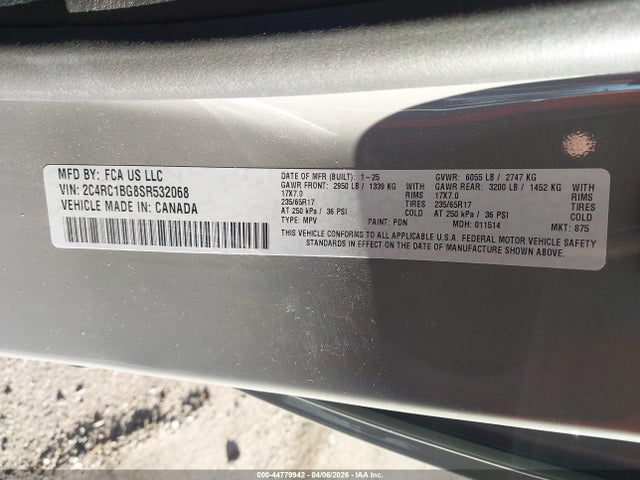 MFD BY: FCA US LLC
VIN: 2C4RC1BG8SR532068
VEHICLE MADE IN: CANADA
DATE OF MFR (BUILT): 1-25 GVWR: 6055 LB / 2747 KG
GAWR FRONT: 2950 LB / 1339 KG WITH GAWR REAR: 3200 LB / 1452 KG WITH
17X7.0 RIMS 17X7.0 RIMS
235/65R17 TIRES 235/65R17 TIRES
AT 250 kPa / 36 PSI COLD AT 250 kPa / 36 PSI COLD
TYPE: MPV PAINT: PDN MDH: 011514 MKT: 875
THIS VEHICLE CONFORMS TO ALL APPLICABLE U.S.A. FEDERAL MOTOR VEHICLE SAFETY
STANDARDS IN EFFECT ON THE DATE OF MANUFACTURE SHOWN ABOVE.
000-44779942 - 04/06/2026 - IAA Inc.